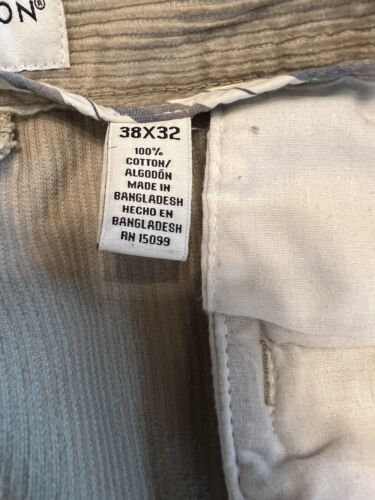 ON®
38X32
100%
COTTON/
ALGODÓN
MADE IN
BANGLADESH
HECHO EN
BANGLADESH
RN 15099